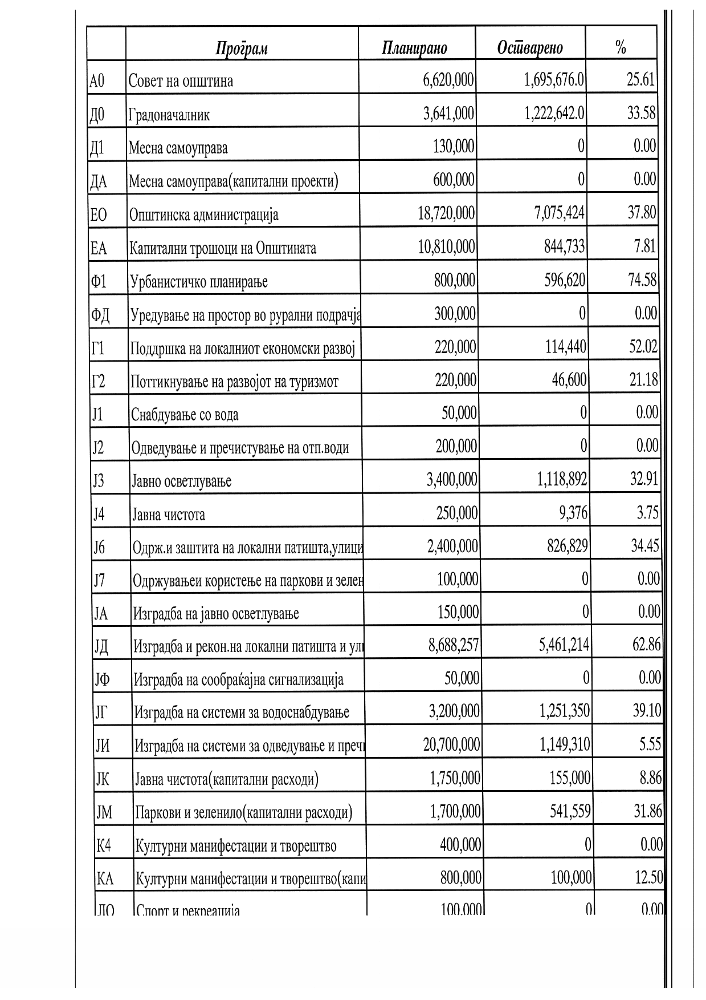 Програм Планирано Остварено %
А0 Совет на општина 6,620,000 1,695,676.0 25.61
Д0 Градоначалник 3,641,000 1,222,642.0 33.58
Д1 Месна самоуправа 130,000 0 0.00
ДА Месна самоуправа(капитални проекти) 600,000 0 0.00
ЕО Општинска администрација 18,720,000 7,075,424 37.80
ЕА Капитални трошоци на Општината 10,810,000 844,733 7.81
Ф1 Урбанистичко планирање 800,000 596,620 74.58
ФД Уредување на простор во рурални подрачја 300,000 0 0.00
Г1 Поддршка на локалниот економски развој 220,000 114,440 52.02
Г2 Поттикнување на развојот на туризмот 220,000 46,600 21.18
Ј1 Снабдување со вода 50,000 0 0.00
Ј2 Одведување и пречистување на отп.води 200,000 0 0.00
Ј3 Јавно осветлување 3,400,000 1,118,892 32.91
Ј4 Јавна чистота 250,000 9,376 3.75
Ј6 Одрж.и заштита на локални патишта,улици 2,400,000 826,829 34.45
Ј7 Одржувањеи користење на паркови и зелен 100,000 0 0.00
ЈА Изградба на јавно осветлување 150,000 0 0.00
ЈД Изградба и рекон.на локални патишта и ули 8,688,257 5,461,214 62.86
ЈФ Изградба на сообраќајна сигнализација 50,000 0 0.00
ЈГ Изградба на системи за водоснабдување 3,200,000 1,251,350 39.10
ЈИ Изградба на системи за одведување и пречи 20,700,000 1,149,310 5.55
ЈК Јавна чистота(капитални расходи) 1,750,000 155,000 8.86
ЈМ Паркови и зеленило(капитални расходи) 1,700,000 541,559 31.86
К4 Културни манифестации и творештво 400,000 0 0.00
КА Културни манифестации и творештво(капи 800,000 100,000 12.50
ЛО Спорт и рекреација 100,000 0 0.00